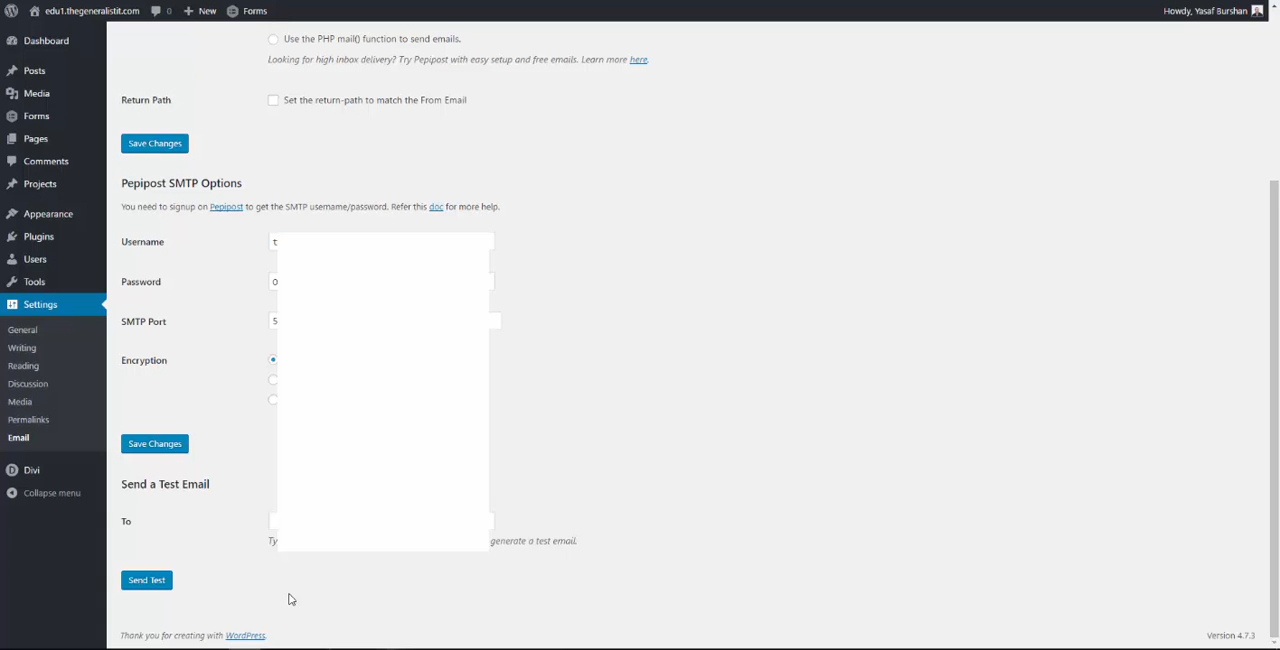 edu1.thegeneralistit.com 0 New Forms Howdy, Yasaf Burshan
Dashboard
Posts
Media
Forms
Pages
Comments
Projects
Appearance
Plugins
Users
Tools
Settings
General
Writing
Reading
Discussion
Media
Permalinks
Email
Divi
Collapse menu
Use the PHP mail() function to send emails.
Looking for high inbox delivery? Try Pepipost with easy setup and free emails. Learn more here.
Return Path Set the return-path to match the From Email
Save Changes
Pepipost SMTP Options
You need to signup on Pepipost to get the SMTP username/password. Refer this doc for more help.
Username t
Password 0
SMTP Port 5
Encryption
Save Changes
Send a Test Email
To
Ty generate a test email.
Send Test
Thank you for creating with WordPress. Version 4.7.3